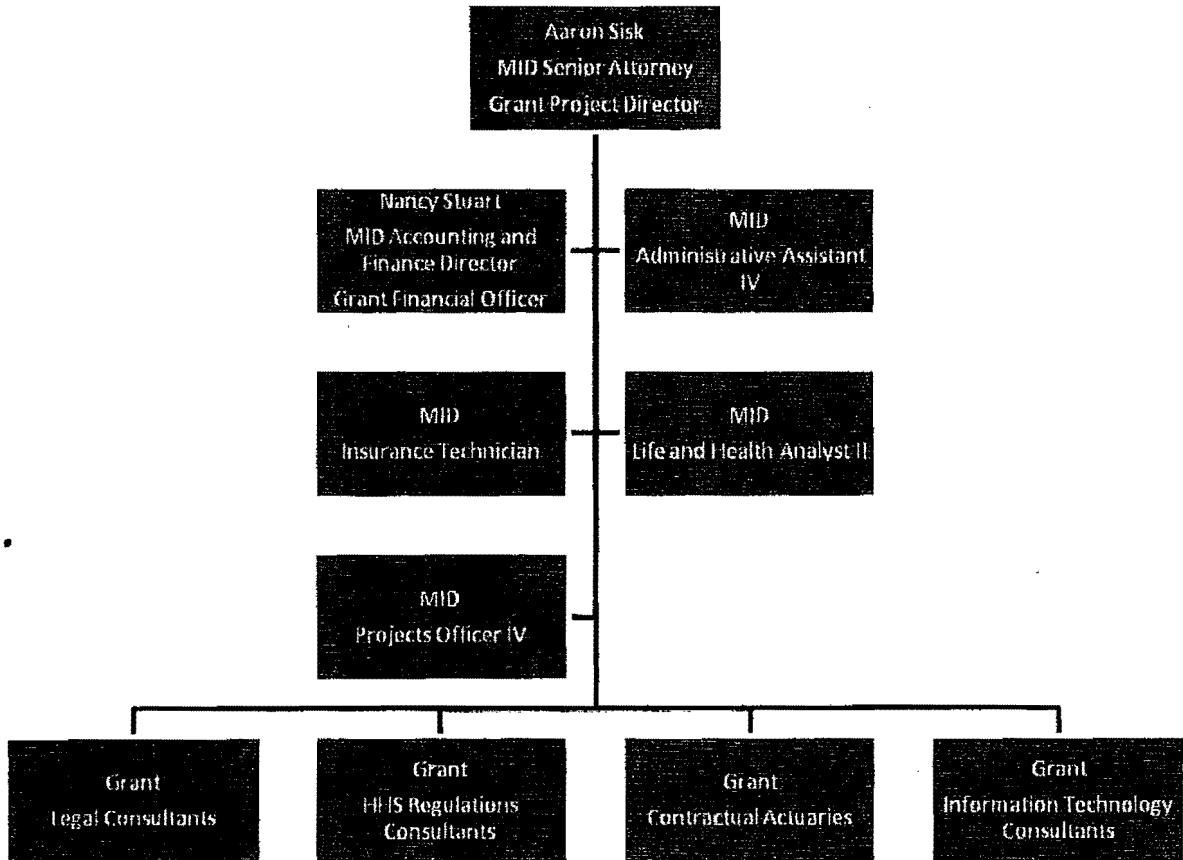 Aaron Sisk
MID Senior Attorney
Grant Project Director
Nancy Stuart
MID Accounting and
Finance Director
Grant Financial Officer
MID
Administrative Assistant
IV
MID
Insurance Technician
MID
Life and Health Analyst II
MID
Projects Officer IV
Grant
Legal Consultants
Grant
HHS Regulations
Consultants
Grant
Contractual Actuaries
Grant
Information Technology
Consultants